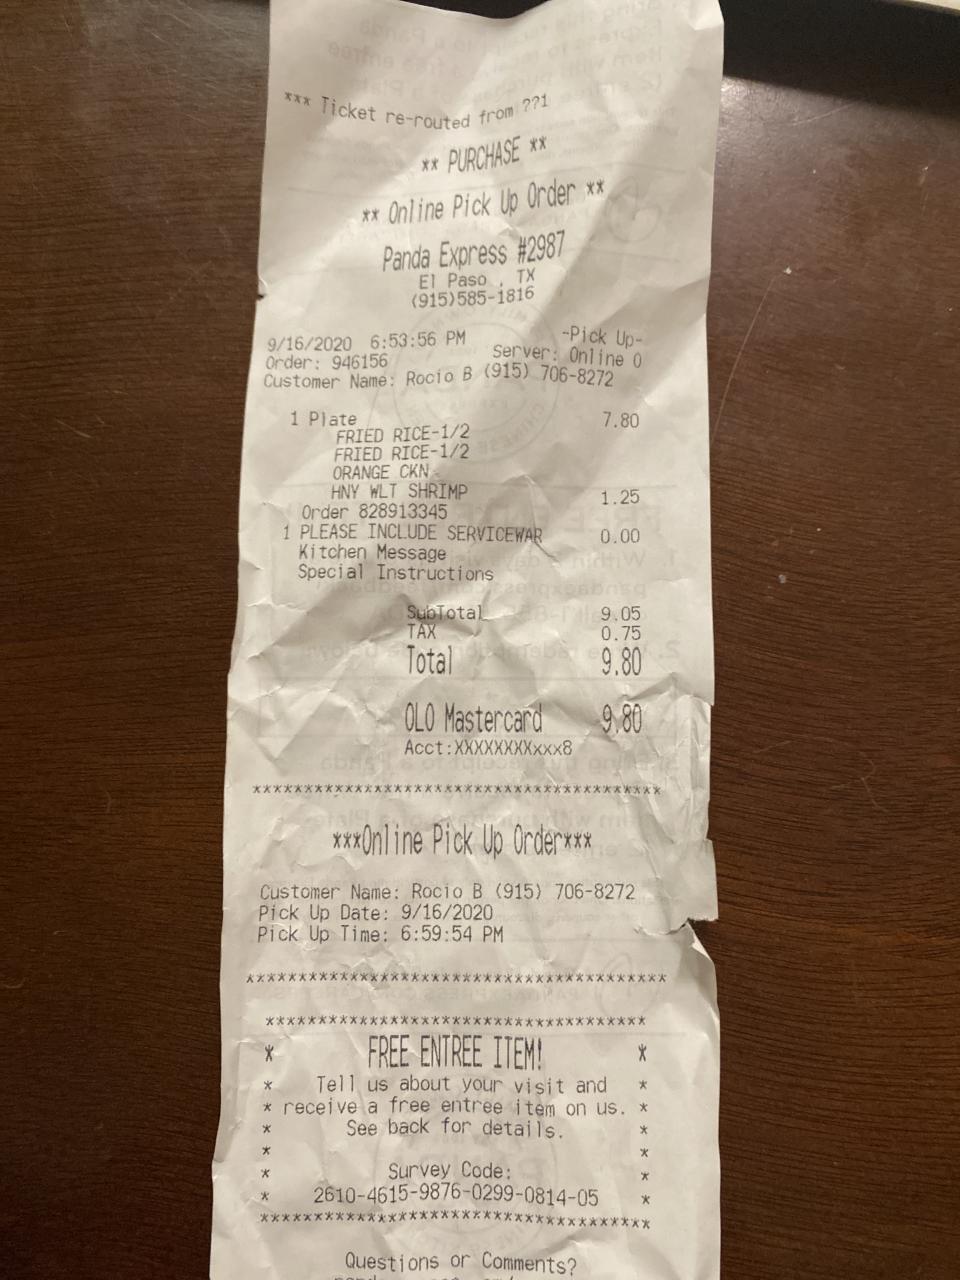 *** Ticket re-routed from ??1
** PURCHASE **
** Online Pick Up Order **
Panda Express #2987
El Paso , TX
(915)585-1816
9/16/2020 6:53:56 PM -Pick Up-
Order: 946156 Server: Online 0
Customer Name: Rocio B (915) 706-8272
1 Plate 7.80
FRIED RICE-1/2
FRIED RICE-1/2
ORANGE CKN
HNY WLT SHRIMP 1.25
Order 828913345
1 PLEASE INCLUDE SERVICEWAR 0.00
Kitchen Message
Special Instructions
SubTotal 9.05
TAX 0.75
Total 9.80
OLO Mastercard 9.80
Acct:XXXXXXXXXxxx8
***************************************
***Online Pick Up Order***
Customer Name: Rocio B (915) 706-8272
Pick Up Date: 9/16/2020
Pick Up Time: 6:59:54 PM
****************************************
************************************
* FREE ENTREE ITEM! *
* Tell us about your visit and *
* receive a free entree item on us. *
* See back for details. *
* *
* Survey Code: *
* 2610-4615-9876-0299-0814-05 *
*************************************
Questions or Comments?